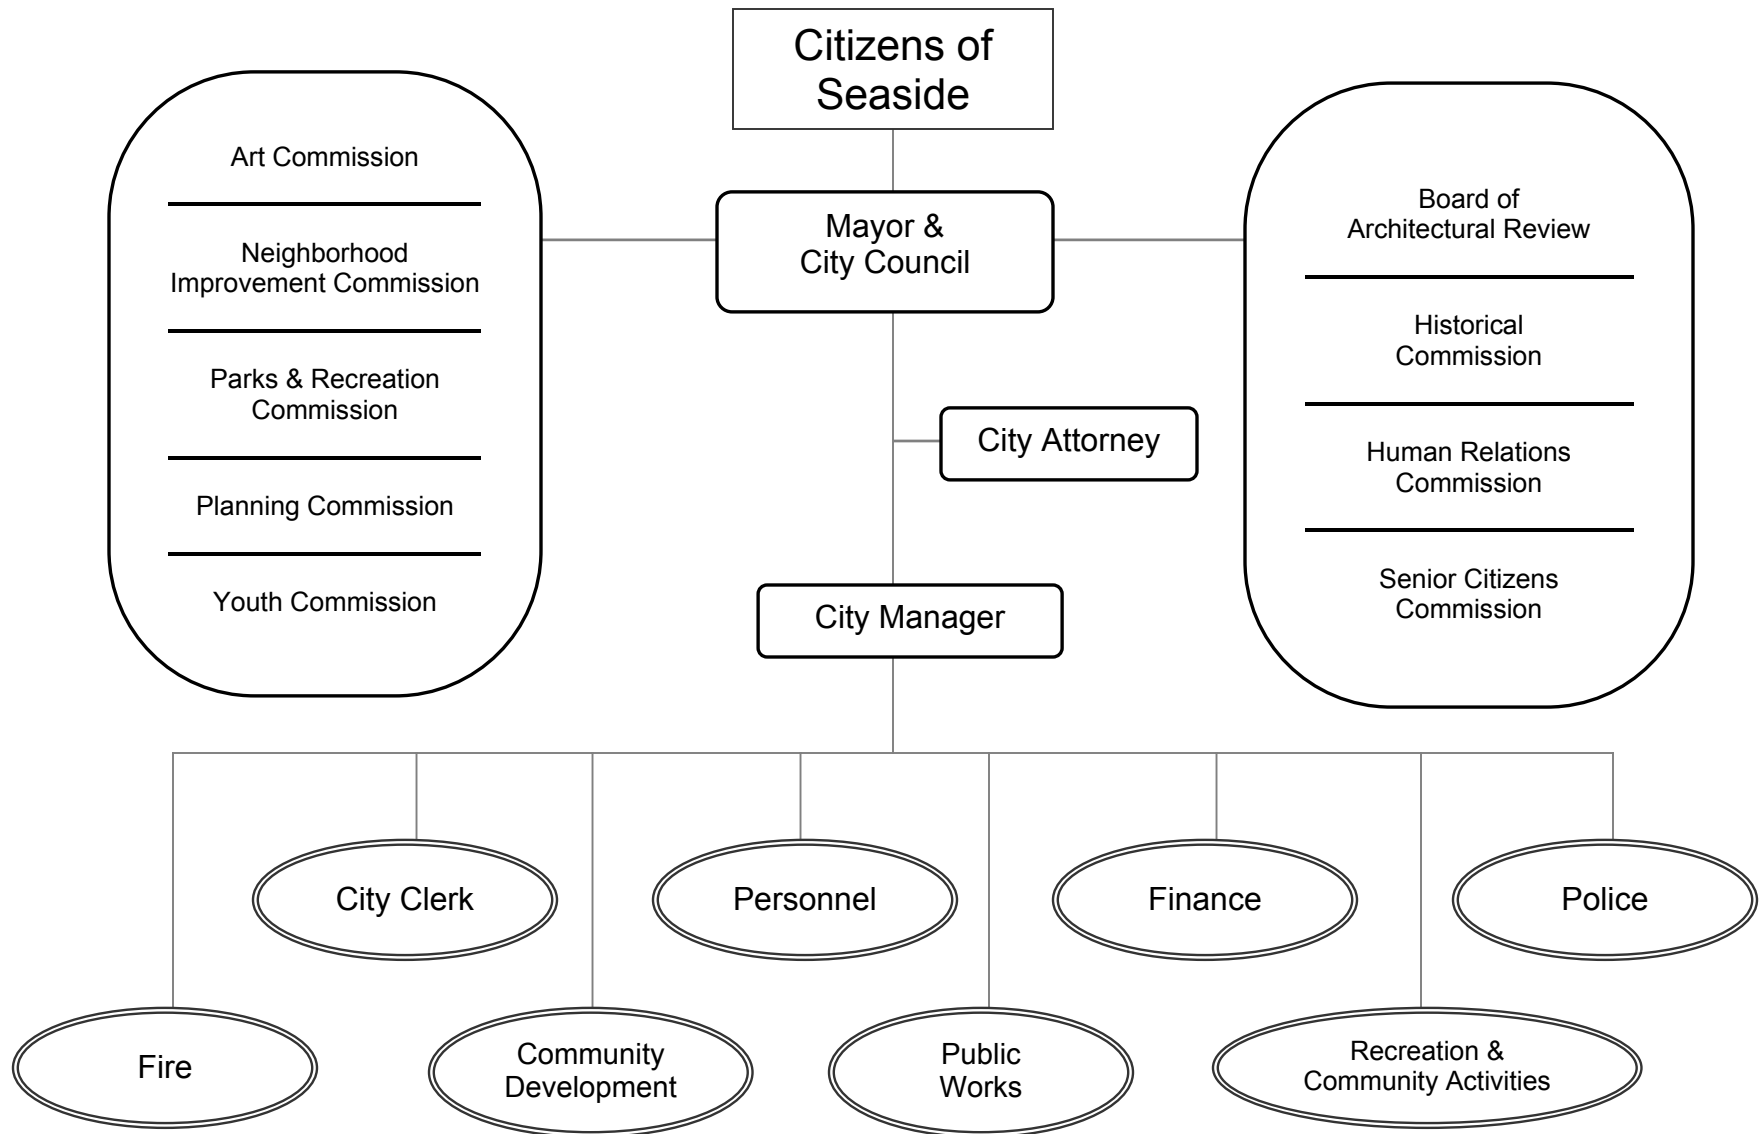 Citizens of
Seaside
Art Commission
Neighborhood
Improvement Commission
Parks & Recreation
Commission
Planning Commission
Youth Commission
Mayor &
City Council
Board of
Architectural Review
Historical
Commission
Human Relations
Commission
Senior Citizens
Commission
City Attorney
City Manager
City Clerk
Personnel
Finance
Police
Fire
Community
Development
Public
Works
Recreation &
Community Activities